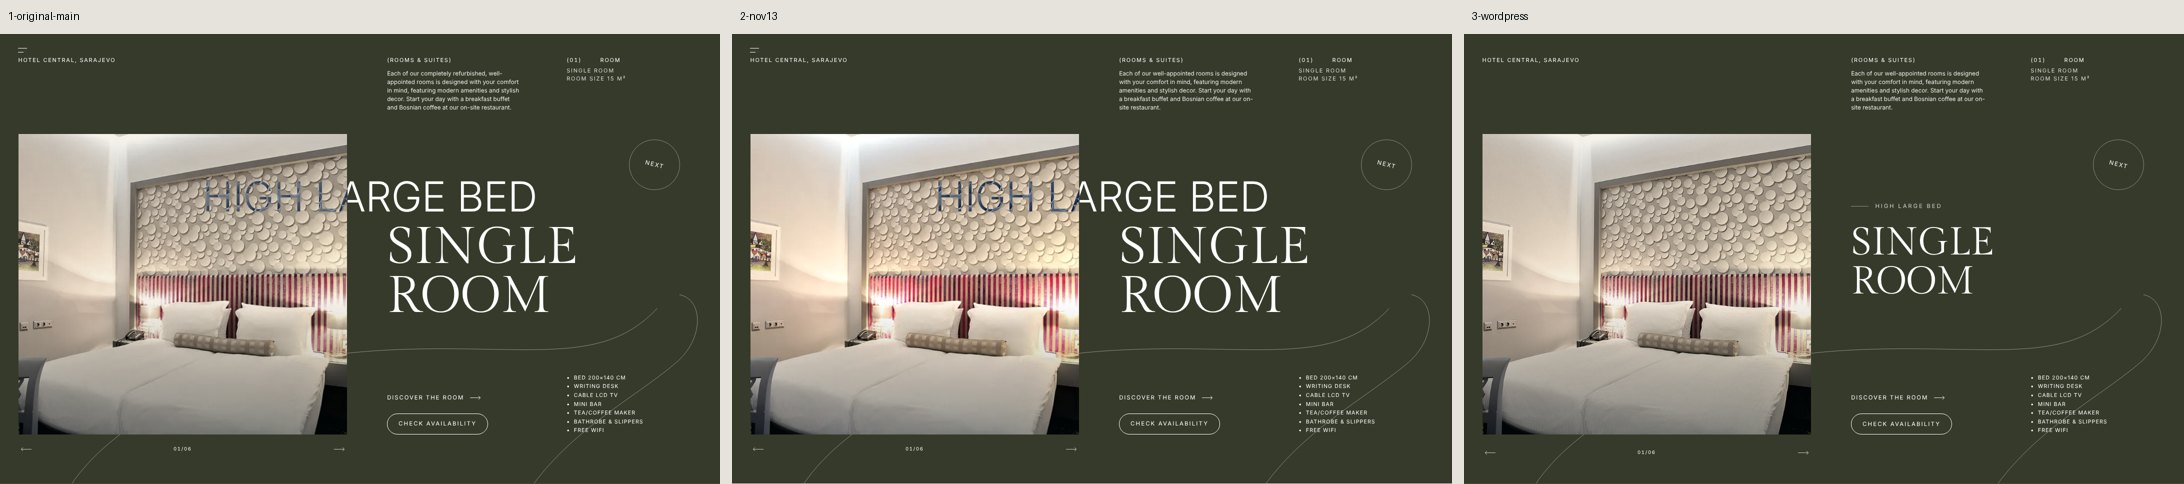 1-original-main
HOTEL CENTRAL, SARAJEVO
(ROOMS & SUITES)
Each of our completely refurbished, well-
appointed rooms is designed with your comfort
in mind, featuring modern amenities and stylish
decor. Start your day with a breakfast buffet
and Bosnian coffee at our on-site restaurant.
(01) ROOM
SINGLE ROOM
ROOM SIZE 15 M²
NEXT
HIGH LARGE BED
SINGLE
ROOM
DISCOVER THE ROOM
CHECK AVAILABILITY
BED 200×140 CM
WRITING DESK
CABLE LCD TV
MINI BAR
TEA/COFFEE MAKER
BATHROBE & SLIPPERS
FREE WIFI
01/06
2-nov13
HOTEL CENTRAL, SARAJEVO
(ROOMS & SUITES)
Each of our well-appointed rooms is designed
with your comfort in mind, featuring modern
amenities and stylish decor. Start your day with
a breakfast buffet and Bosnian coffee at our on-
site restaurant.
(01) ROOM
SINGLE ROOM
ROOM SIZE 15 M²
NEXT
HIGH LARGE BED
SINGLE
ROOM
DISCOVER THE ROOM
CHECK AVAILABILITY
BED 200×140 CM
WRITING DESK
CABLE LCD TV
MINI BAR
TEA/COFFEE MAKER
BATHROBE & SLIPPERS
FREE WIFI
01/06
3-wordpress
HOTEL CENTRAL, SARAJEVO
(ROOMS & SUITES)
Each of our well-appointed rooms is designed
with your comfort in mind, featuring modern
amenities and stylish decor. Start your day with
a breakfast buffet and Bosnian coffee at our on-
site restaurant.
(01) ROOM
SINGLE ROOM
ROOM SIZE 15 M²
NEXT
HIGH LARGE BED
SINGLE
ROOM
DISCOVER THE ROOM
CHECK AVAILABILITY
BED 200×140 CM
WRITING DESK
CABLE LCD TV
MINI BAR
TEA/COFFEE MAKER
BATHROBE & SLIPPERS
FREE WIFI
01/06